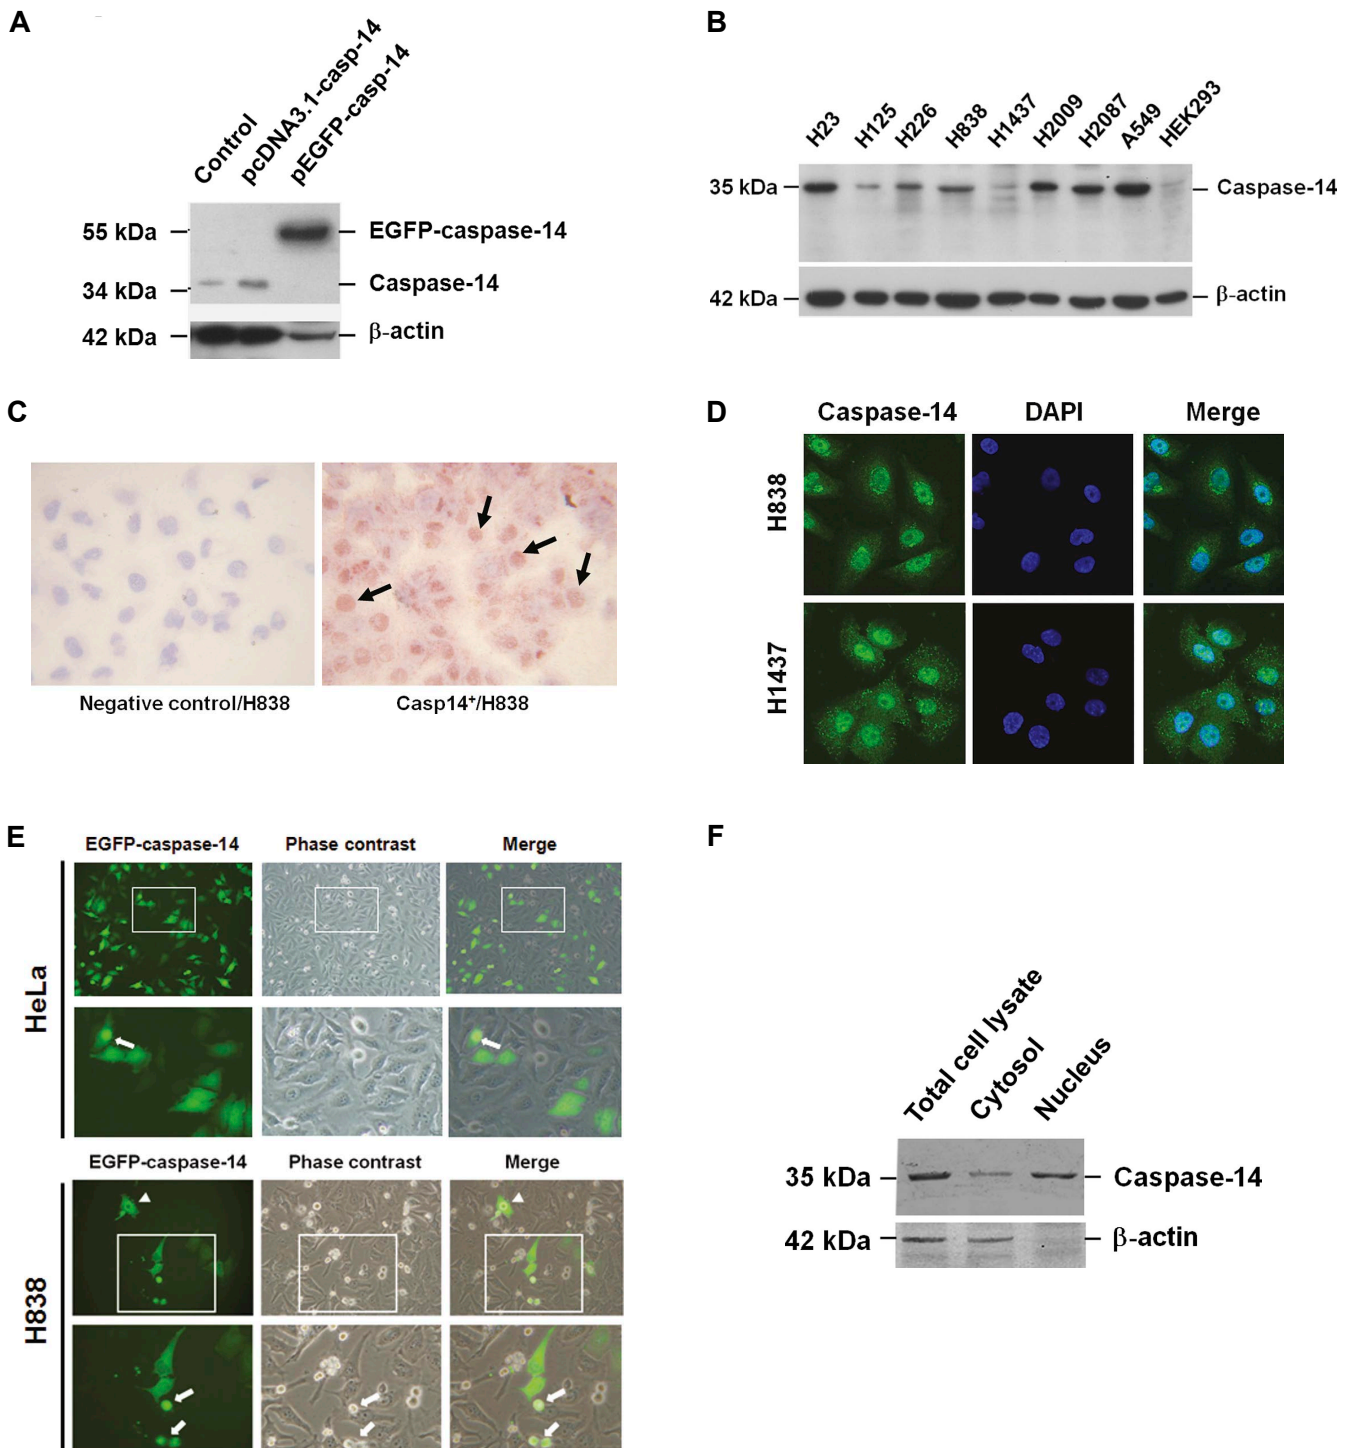 A
Control
pcDNA3.1-casp-14
pEGFP-casp-14
55 kDa
EGFP-caspase-14
34 kDa
Caspase-14
42 kDa
β-actin
B
H23
H125
H226
H838
H1437
H2009
H2087
A549
HEK293
35 kDa
Caspase-14
42 kDa
β-actin
C
Negative control/H838
Casp14⁺/H838
D
Caspase-14
DAPI
Merge
H838
H1437
E
EGFP-caspase-14
Phase contrast
Merge
HeLa
EGFP-caspase-14
Phase contrast
Merge
H838
F
Total cell lysate
Cytosol
Nucleus
35 kDa
Caspase-14
42 kDa
β-actin